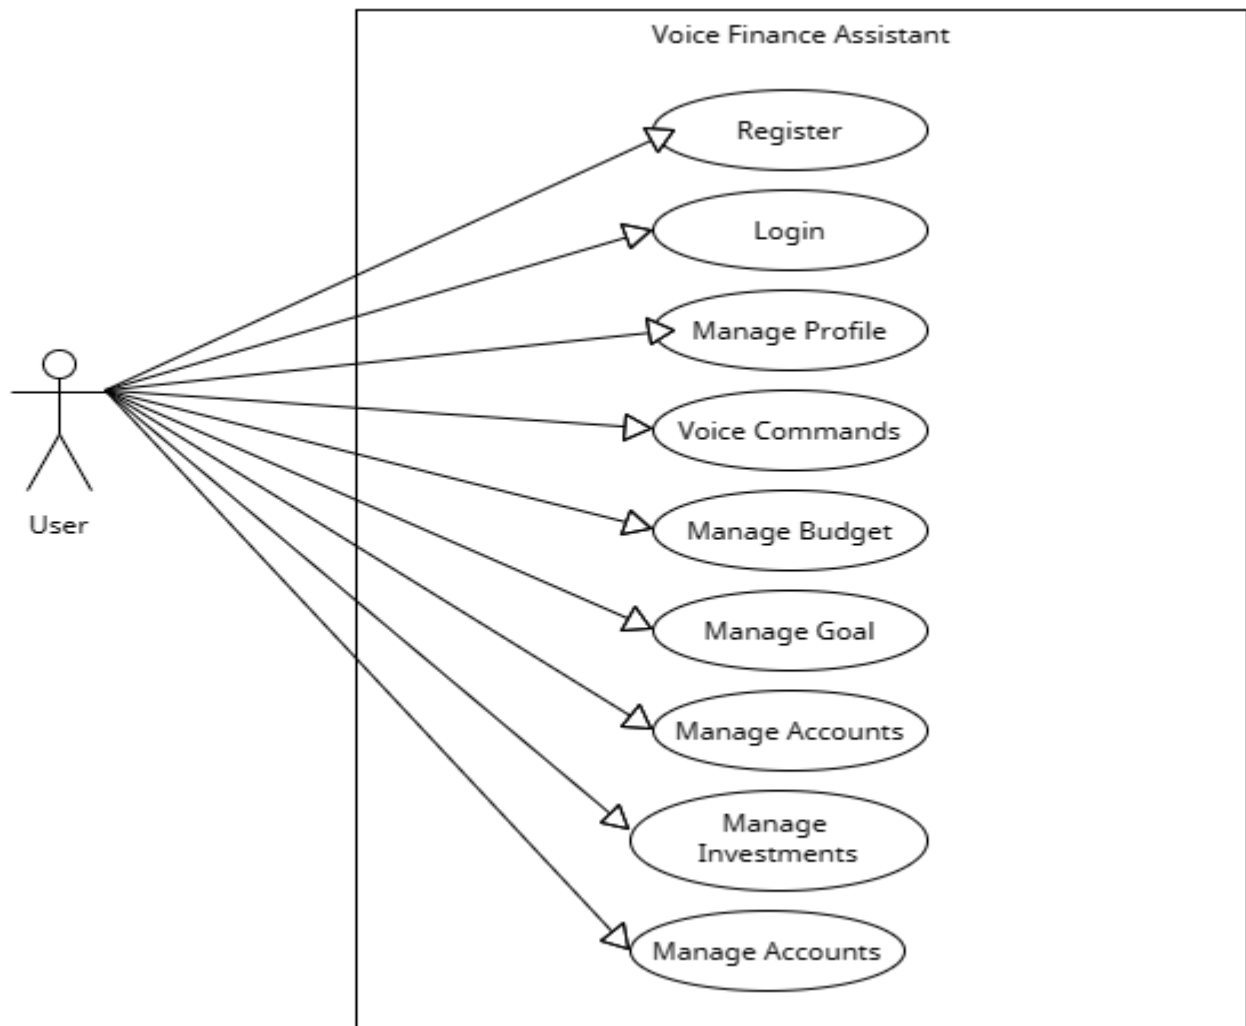 Voice Finance Assistant
Register
Login
Manage Profile
Voice Commands
User
Manage Budget
Manage Goal
Manage Accounts
Manage
Investments
Manage Accounts